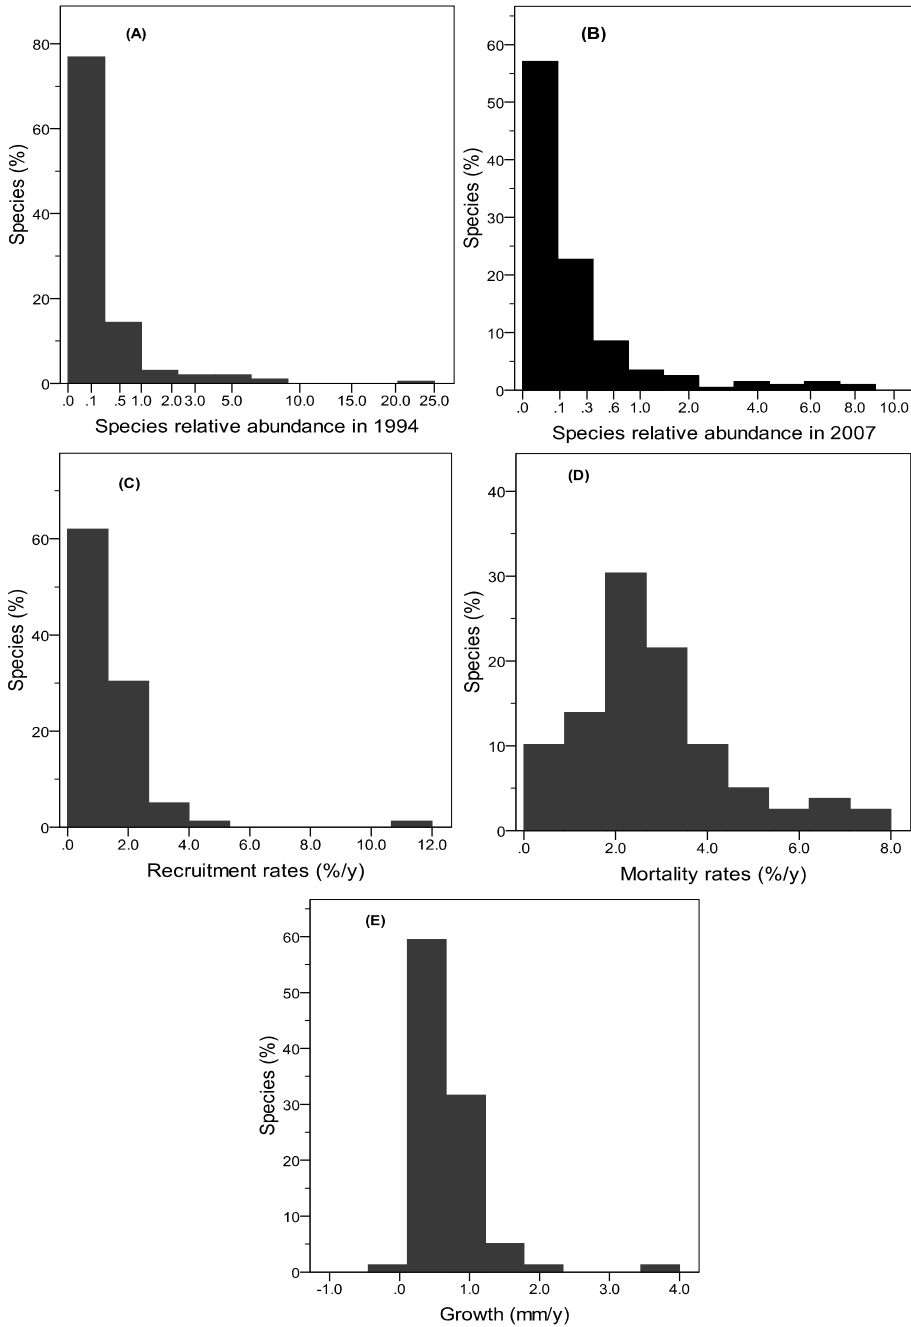 (A)
Species (%)
80
60
40
20
0
.0 .1 .5 1.0 2.0 3.0 5.0 10.0 15.0 20.0 25.0
Species relative abundance in 1994
(B)
Species (%)
60
50
40
30
20
10
0
.0 .1 .3 .6 1.0 2.0 4.0 6.0 8.0 10.0
Species relative abundance in 2007
(C)
Species (%)
60
40
20
0
.0 2.0 4.0 6.0 8.0 10.0 12.0
Recruitment rates (%/y)
(D)
Species (%)
40
30
20
10
0
.0 2.0 4.0 6.0 8.0
Mortality rates (%/y)
(E)
Species (%)
60
50
40
30
20
10
0
-1.0 .0 1.0 2.0 3.0 4.0
Growth (mm/y)